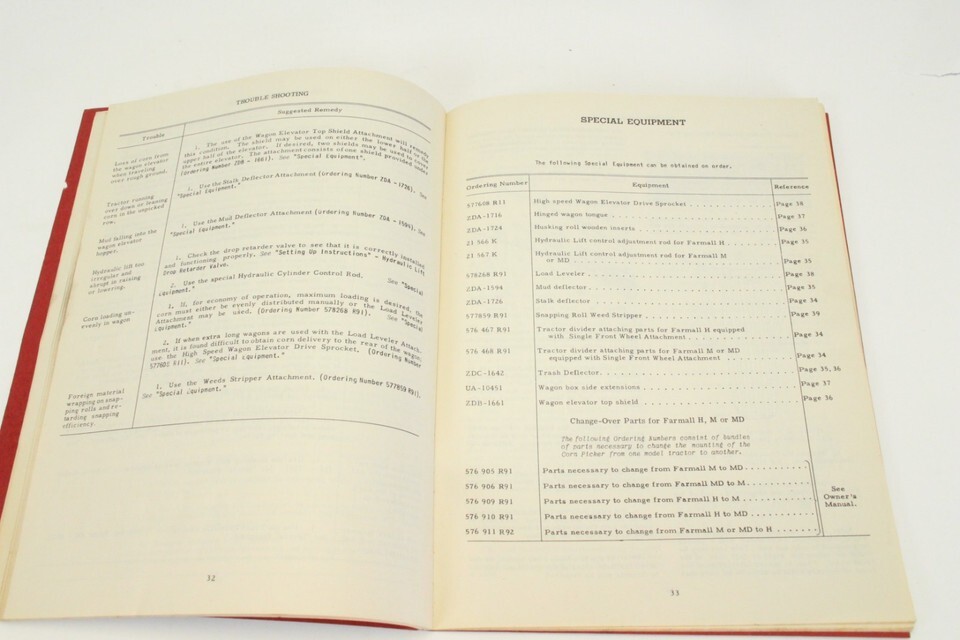 TROUBLE SHOOTING
Trouble
Suggested Remedy
Loss of corn from
the wagon elevator
when traveling
over rough ground.
1. The use of the Wagon Elevator Top Shield Attachment will remedy
this condition. The shield may be used on either the lower half or the
upper half of the elevator. If desired, two shields may be used to cover
the entire elevator. The attachment consists of one shield provided under
(Ordering Number ZDB - 1661). See "Special Equipment".
Tractor running
over down or leaning
corn in the unpicked
row.
1. Use the Stalk Deflector Attachment (Ordering Number ZDA - 1726). See
"Special Equipment."
Mud falling into the
wagon elevator
hopper.
1. Use the Mud Deflector Attachment (Ordering Number ZDA - 1594). See
"Special Equipment."
Hydraulic lift too
irregular and
abrupt in raising
or lowering.
1. Check the drop retarder valve to see that it is correctly installed
and functioning properly. See "Setting Up Instructions" - Hydraulic Lift
Drop Retarder Valve.
2. Use the special Hydraulic Cylinder Control Rod. See "Special
Equipment."
Corn loading un-
evenly in wagon.
1. If, for economy of operation, maximum loading is desired, the
corn must either be evenly distributed manually or the Load Leveler
Attachment may be used. (Ordering Number 578268 R91). See "Special
Equipment."
2. If when extra long wagons are used with the Load Leveler Attach-
ment, it is found difficult to obtain corn delivery to the rear of the wagon,
use the High Speed Wagon Elevator Drive Sprocket. (Ordering Number
577608 R11). See "Special Equipment."
Foreign material
wrapping on snap-
ping rolls and re-
tarding snapping
efficiency.
1. Use the Weeds Stripper Attachment. (Ordering Number 577859 R91).
See "Special Equipment."
32
SPECIAL EQUIPMENT
The following Special Equipment can be obtained on order.
Ordering Number Equipment Reference
577608 R11 High speed Wagon Elevator Drive Sprocket . . . . . . . . . . Page 38
ZDA-1716 Hinged wagon tongue . . . . . . . . . . Page 37
ZDA-1724 Husking roll wooden inserts . . . . . . . . . . Page 36
21 566 K Hydraulic Lift control adjustment rod for Farmall H . . . . . . Page 35
21 567 K Hydraulic Lift control adjustment rod for Farmall M
or MD . . . . . . . . . . Page 35
578268 R91 Load Leveler . . . . . . . . . . Page 38
ZDA-1594 Mud deflector . . . . . . . . . . Page 35
ZDA-1726 Stalk deflector . . . . . . . . . . Page 34
577859 R91 Snapping Roll Weed Stripper . . . . . . . . . . Page 39
576 467 R91 Tractor divider attaching parts for Farmall H equipped
with Single Front Wheel Attachment . . . . . . . . . . Page 34
576 468 R91 Tractor divider attaching parts for Farmall M or MD
equipped with Single Front Wheel Attachment . . . . . . Page 34
ZDC-1642 Trash Deflector . . . . . . . . . . Page 35, 36
UA-10451 Wagon box side extensions . . . . . . . . . . Page 37
ZDB-1661 Wagon elevator top shield . . . . . . . . . . Page 36
Change-Over Parts for Farmall H, M or MD
The following Ordering Numbers consist of bundles
of parts necessary to change the mounting of the
Corn Picker from one model tractor to another.
576 905 R91 Parts necessary to change from Farmall M to MD . . . . . . . . . .
576 906 R91 Parts necessary to change from Farmall MD to M . . . . . . . . . .
576 909 R91 Parts necessary to change from Farmall H to M . . . . . . . . . .
576 910 R91 Parts necessary to change from Farmall H to MD . . . . . . . . . .
576 911 R92 Parts necessary to change from Farmall M or MD to H . . . . . .
See
Owner's
Manual.
33